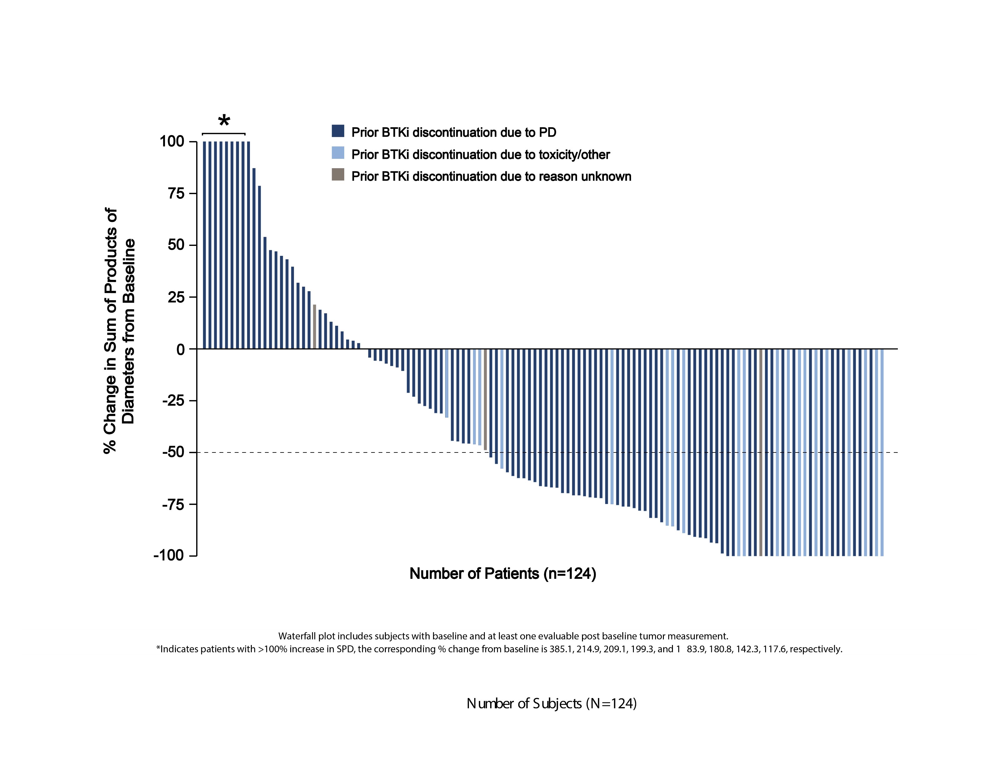 *
Prior BTKi discontinuation due to PD
Prior BTKi discontinuation due to toxicity/other
Prior BTKi discontinuation due to reason unknown
100
75
50
25
0
-25
-50
-75
-100
% Change in Sum of Products of
Diameters from Baseline
Number of Patients (n=124)
Waterfall plot includes subjects with baseline and at least one evaluable post baseline tumor measurement.
*Indicates patients with >100% increase in SPD, the corresponding % change from baseline is 385.1, 214.9, 209.1, 199.3, and 1 83.9, 180.8, 142.3, 117.6, respectively.
Number of Subjects (N=124)